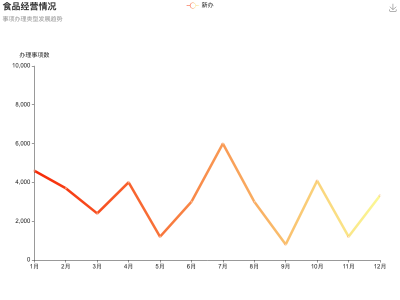 食品经营情况
新办
事项办理类型发展趋势
办理事项数
10,000
8,000
6,000
4,000
2,000
0
1月 2月 3月 4月 5月 6月 7月 8月 9月 10月 11月 12月